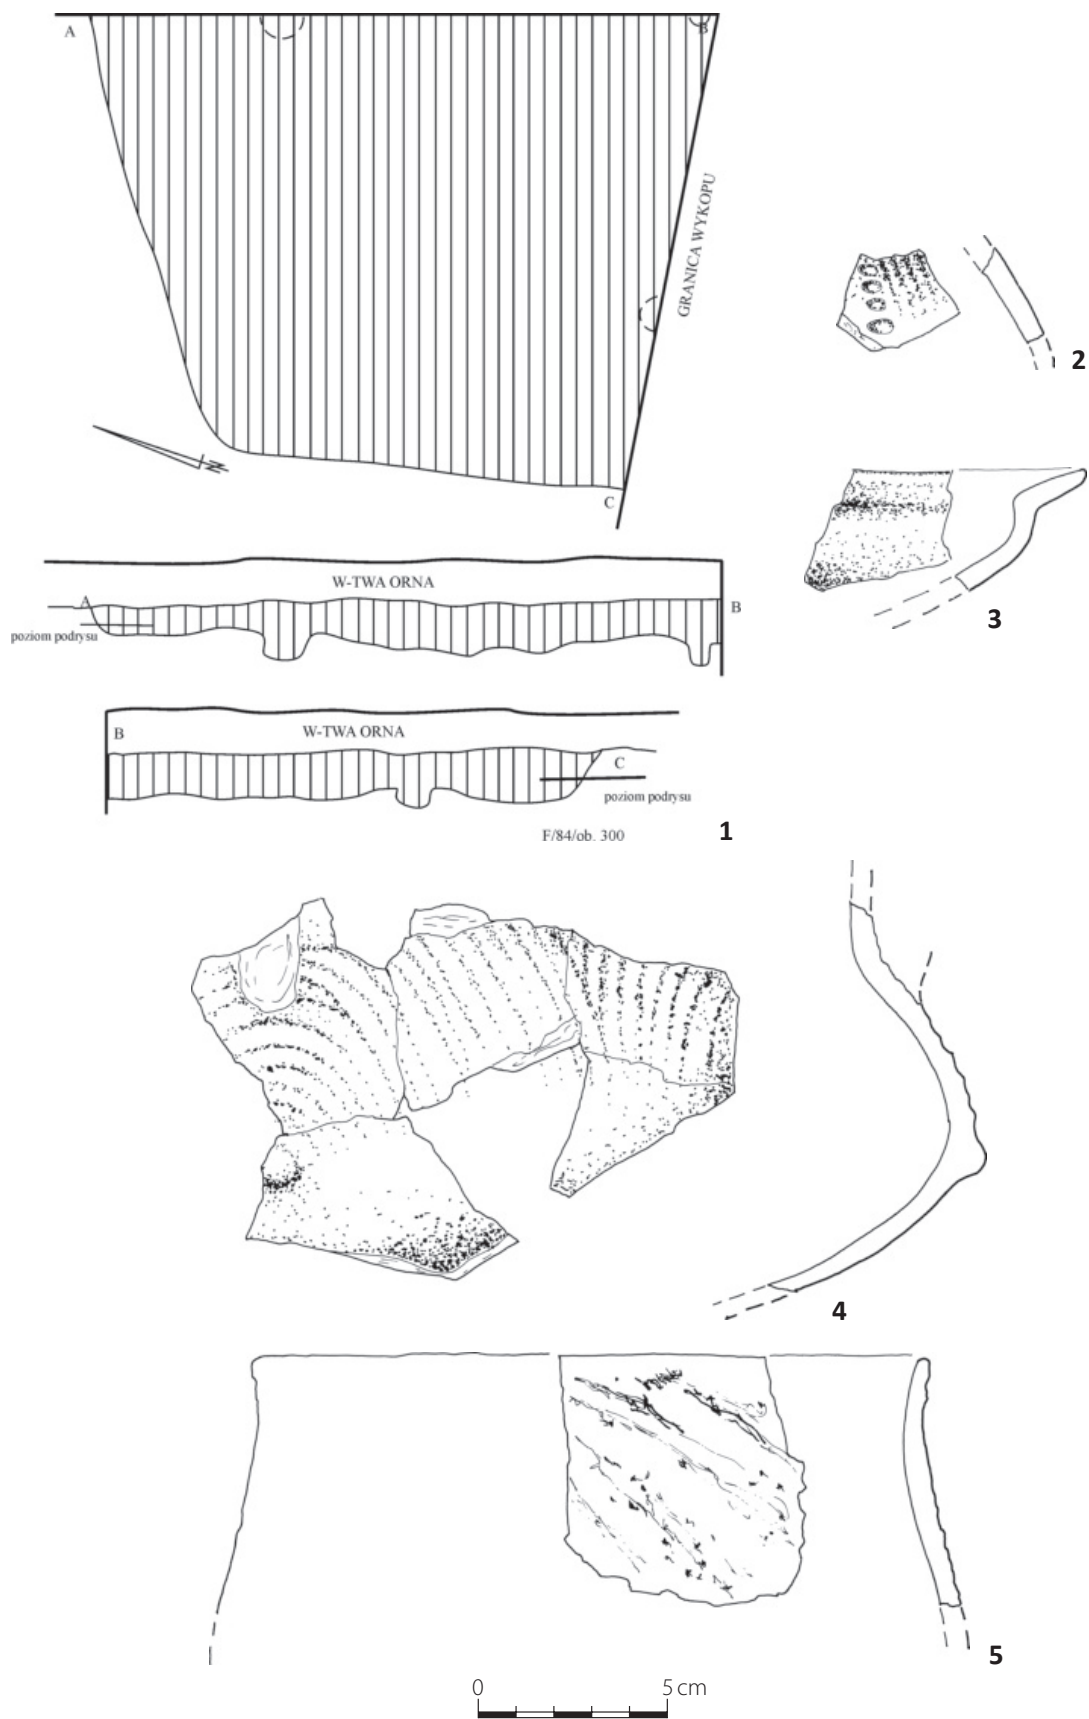 A
B
GRANICA WYKOPU
N
C
2
3
W-TWA ORNA
A
B
poziom podrysu
B
W-TWA ORNA
C
poziom podrysu
F/84/ob. 300
1
4
5
0 5 cm